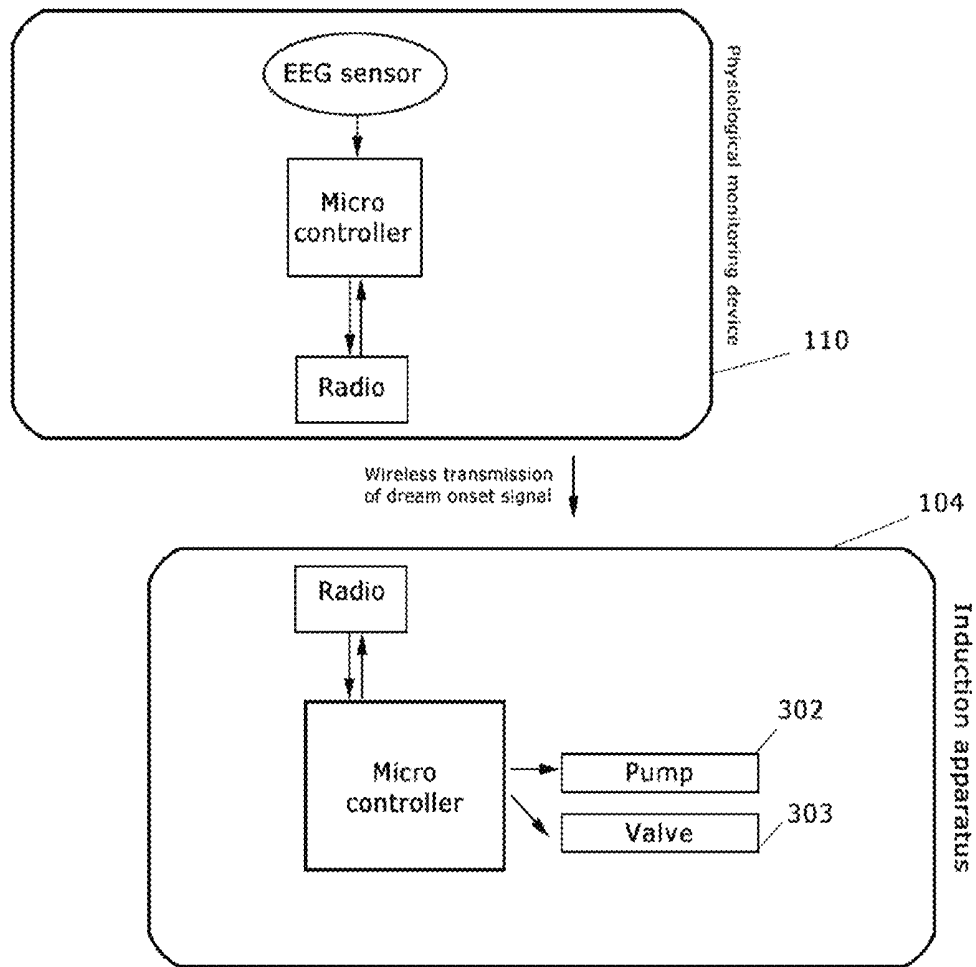 EEG sensor
Micro
controller
Radio
Physiological monitoring device
110
Wireless transmission
of dream onset signal
104
Radio
Micro
controller
302
Pump
303
Valve
Induction apparatus